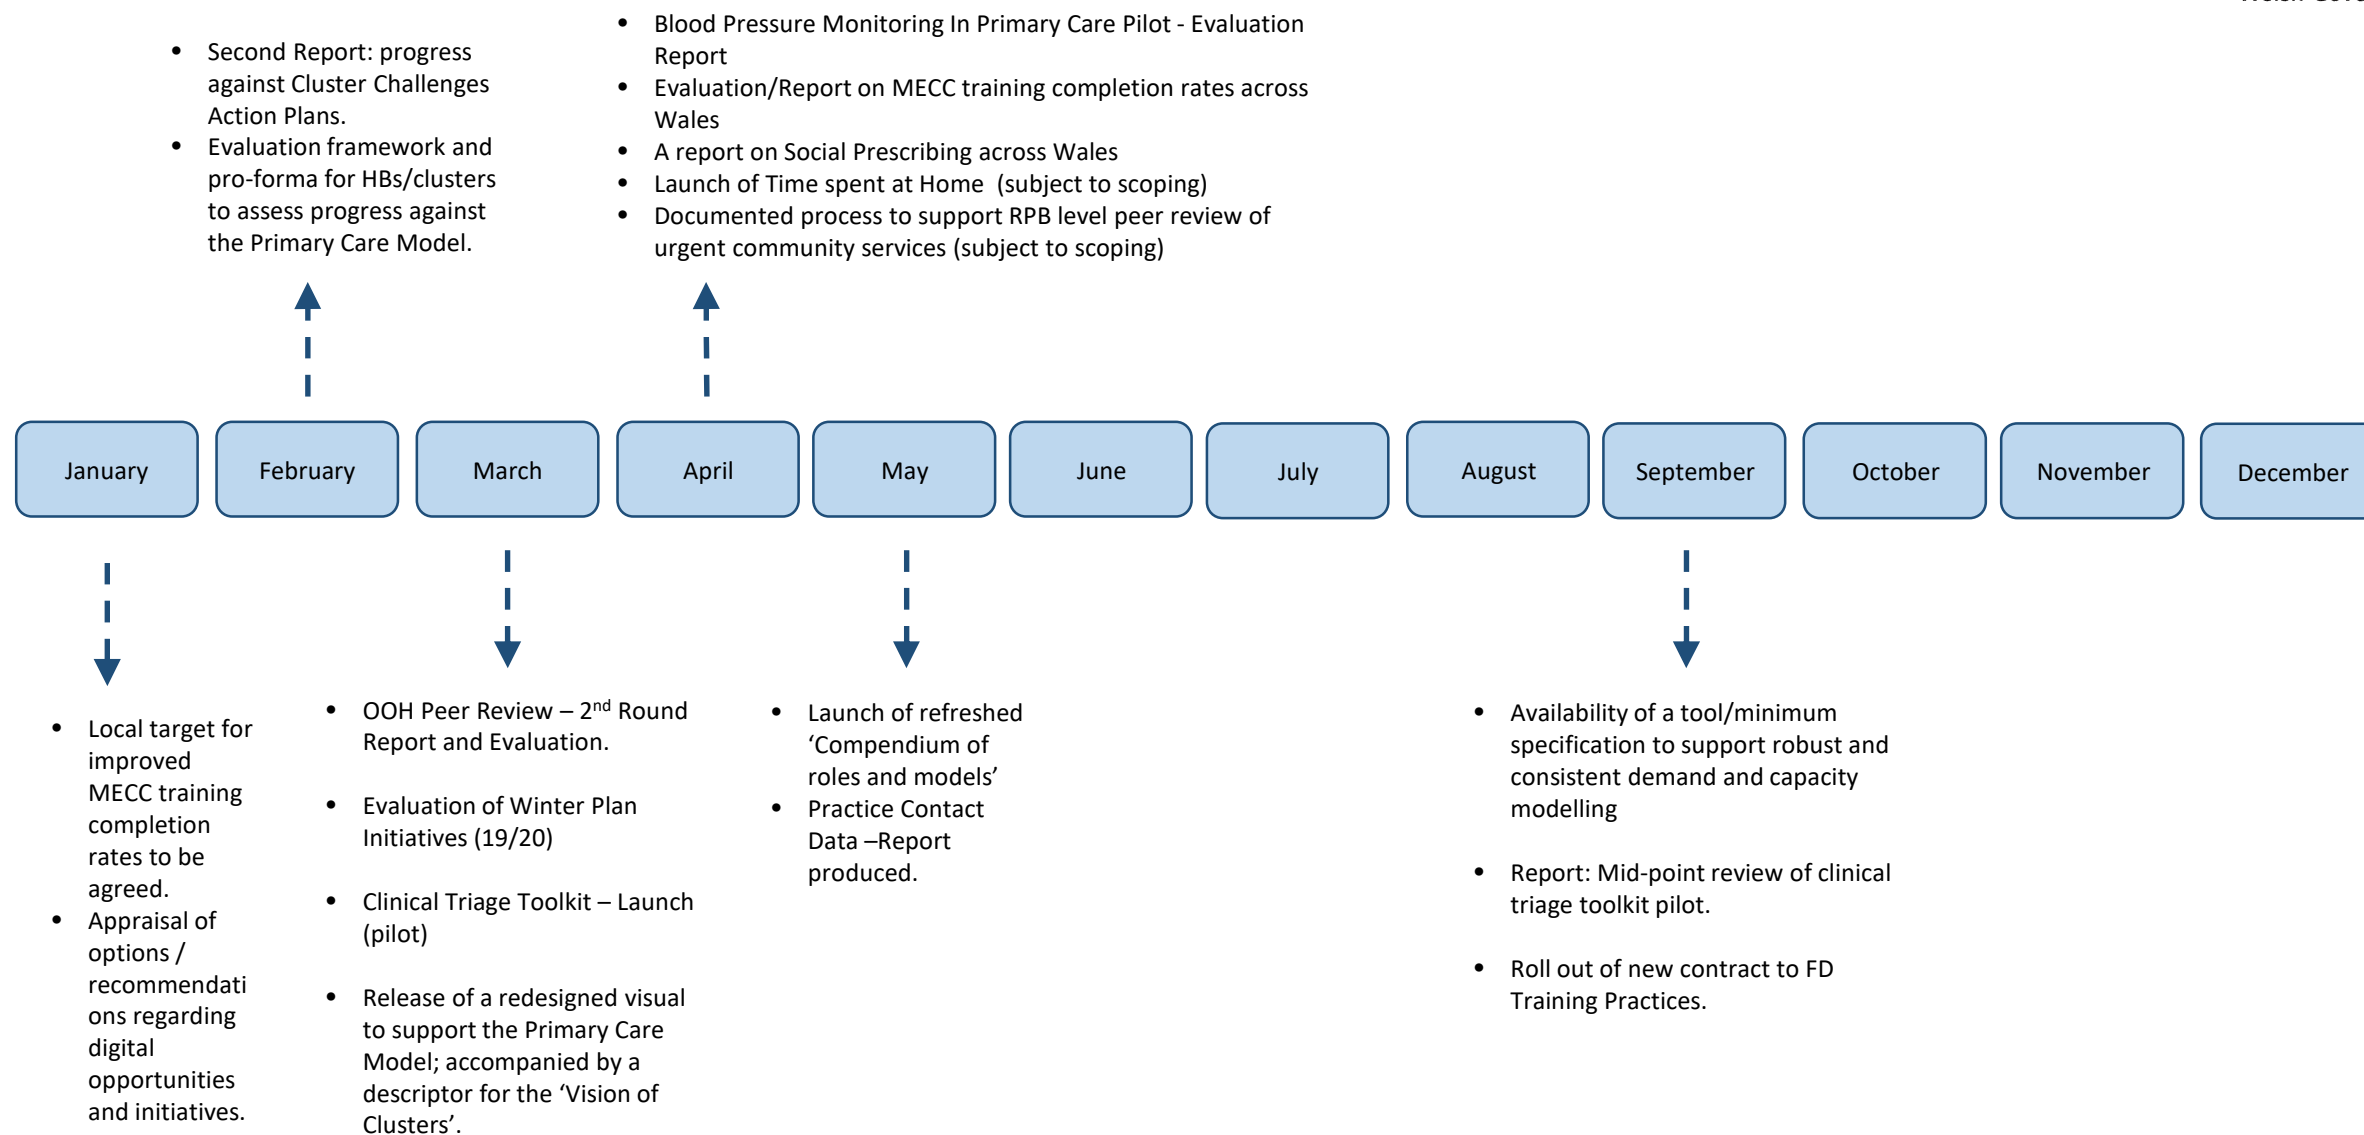 • Second Report: progress
against Cluster Challenges
Action Plans.
• Evaluation framework and
pro-forma for HBs/clusters
to assess progress against
the Primary Care Model.
• Blood Pressure Monitoring In Primary Care Pilot - Evaluation
Report
• Evaluation/Report on MECC training completion rates across
Wales
• A report on Social Prescribing across Wales
• Launch of Time spent at Home (subject to scoping)
• Documented process to support RPB level peer review of
urgent community services (subject to scoping)
January
February
March
April
May
June
July
August
September
October
November
December
• Local target for
improved
MECC training
completion
rates to be
agreed.
• Appraisal of
options /
recommendati
ons regarding
digital
opportunities
and initiatives.
• OOH Peer Review – 2nd Round
Report and Evaluation.
• Evaluation of Winter Plan
Initiatives (19/20)
• Clinical Triage Toolkit – Launch
(pilot)
• Release of a redesigned visual
to support the Primary Care
Model; accompanied by a
descriptor for the ‘Vision of
Clusters’.
• Launch of refreshed
‘Compendium of
roles and models’
• Practice Contact
Data –Report
produced.
• Availability of a tool/minimum
specification to support robust and
consistent demand and capacity
modelling
• Report: Mid-point review of clinical
triage toolkit pilot.
• Roll out of new contract to FD
Training Practices.